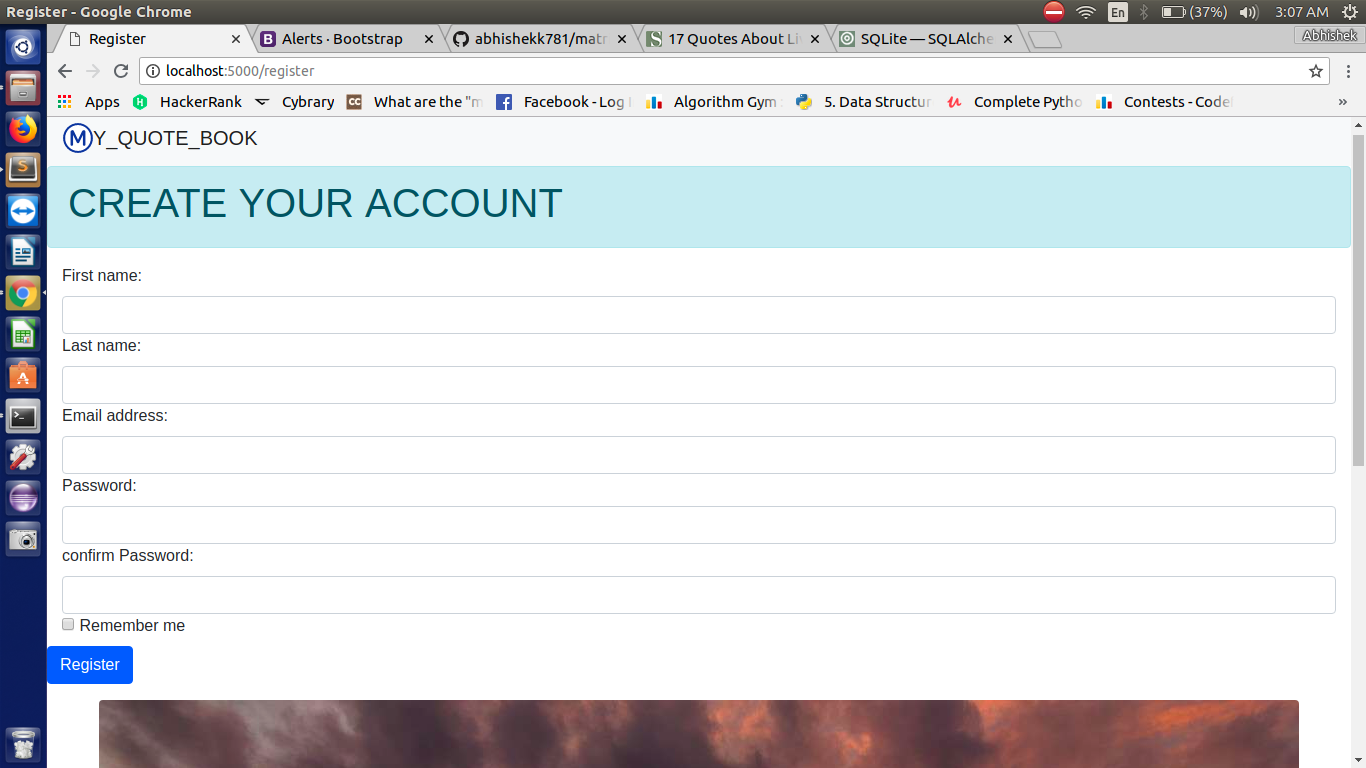 Register - Google Chrome
En
(37%)
3:07 AM
Register
Alerts · Bootstrap
abhishekk781/matr
17 Quotes About Liv
SQLite — SQLAlche
Abhishek
localhost:5000/register
Apps
HackerRank
Cybrary
What are the "m
Facebook - Log
Algorithm Gym
5. Data Structur
Complete Pytho
Contests - Code
»
MY_QUOTE_BOOK
CREATE YOUR ACCOUNT
First name:
Last name:
Email address:
Password:
confirm Password:
Remember me
Register